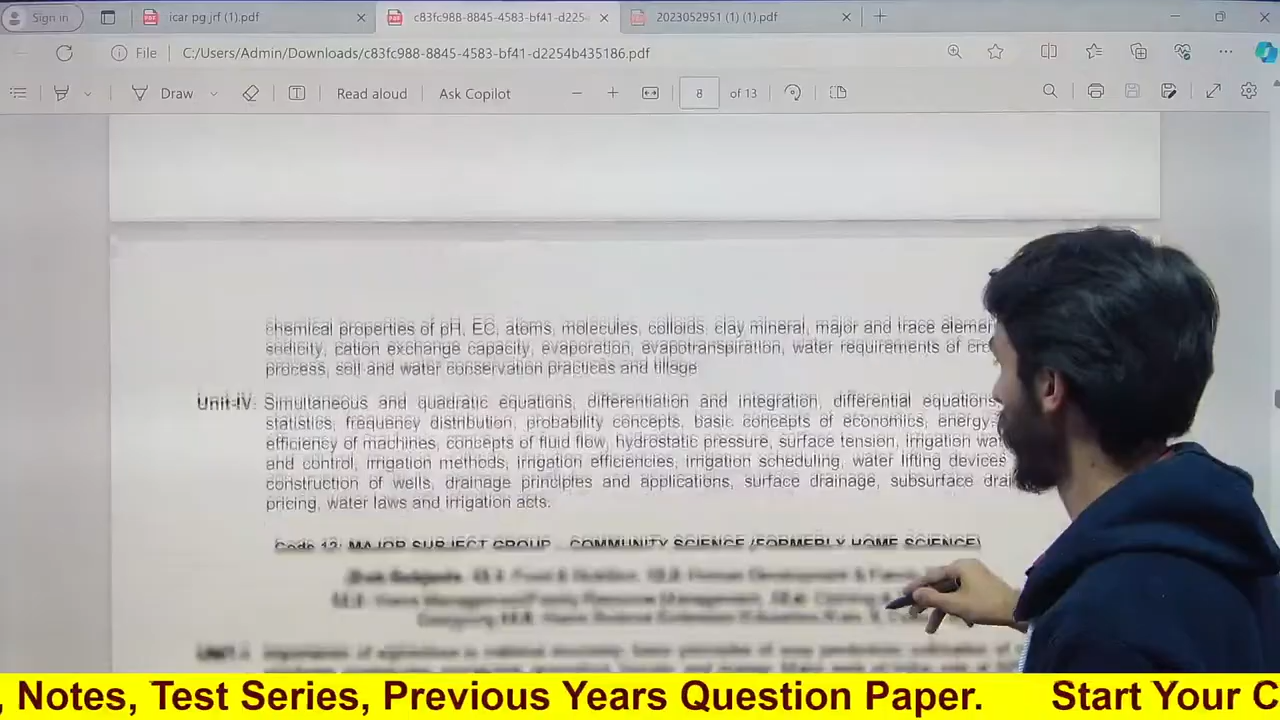 Sign in
icar pg jrf (1).pdf
c83fc988-8845-4583-bf41-d225
2023052951 (1) (1).pdf
File
C:/Users/Admin/Downloads/c83fc988-8845-4583-bf41-d2254b435186.pdf
Draw
Read aloud
Ask Copilot
8
of 13
chemical properties of pH, EC, atoms, molecules, colloids, clay mineral, major and trace elemen
sodicity, cation exchange capacity, evaporation, evapotranspiration, water requirements of cro
process, soil and water conservation practices and tillage
Unit-IV: Simultaneous and quadratic equations, differentiation and integration, differential equations
statistics, frequency distribution, probability concepts, basic concepts of economics, energy
efficiency of machines, concepts of fluid flow, hydrostatic pressure, surface tension, irrigation wat
and control, irrigation methods, irrigation efficiencies, irrigation scheduling, water lifting devices
construction of wells, drainage principles and applications, surface drainage, subsurface drai
pricing, water laws and irrigation acts.
Code 12: MAJOR SUBJECT GROUP – COMMUNITY SCIENCE (FORMERLY HOME SCIENCE)
, Notes, Test Series, Previous Years Question Paper.
Start Your C